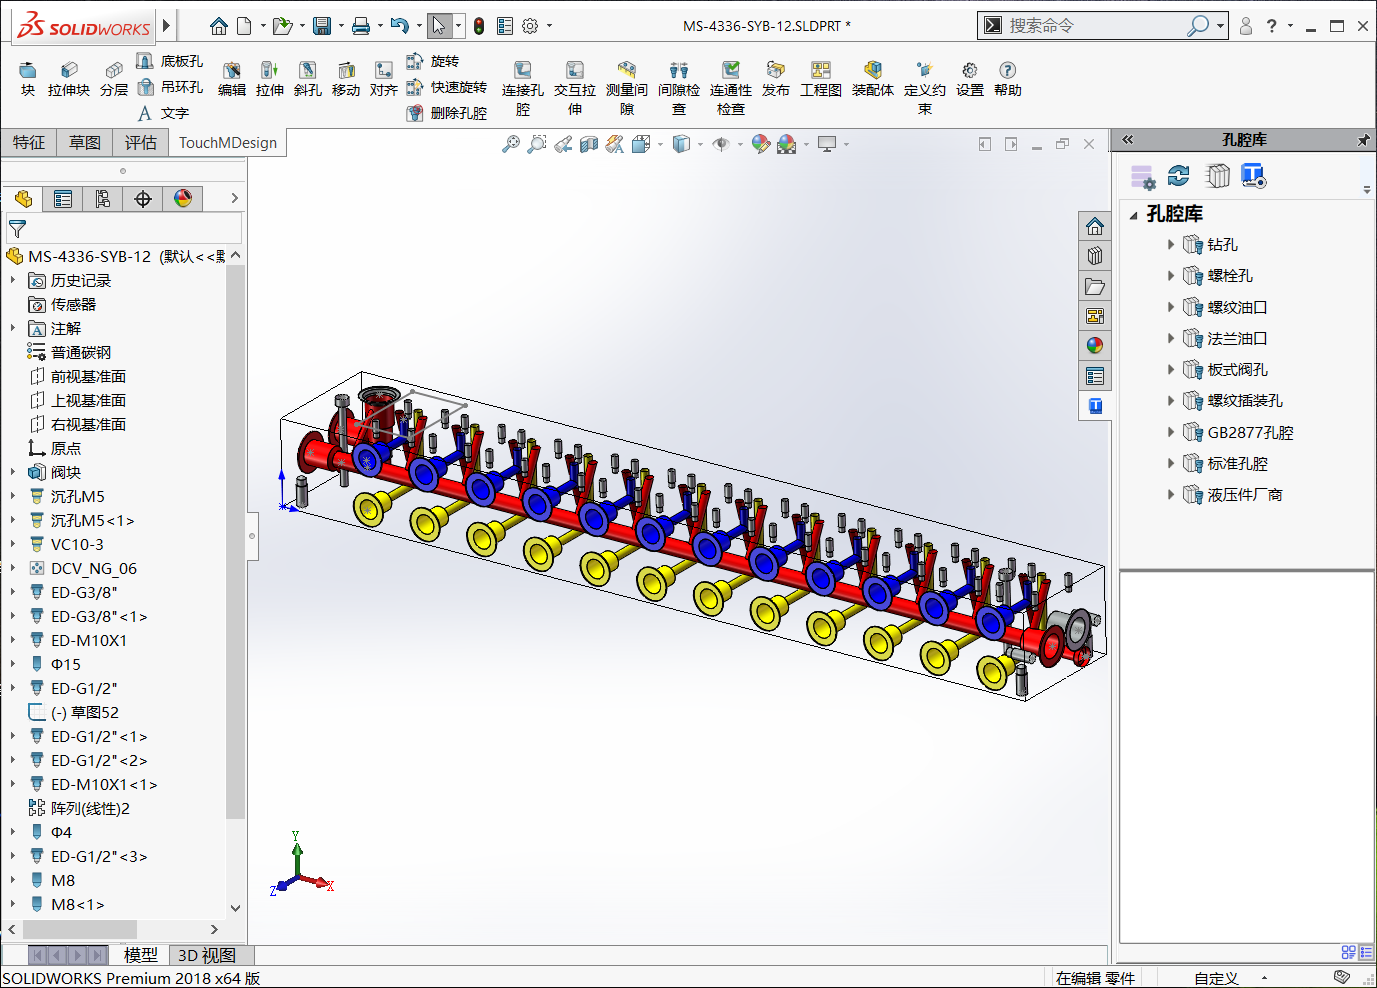 SOLIDWORKS
MS-4336-SYB-12.SLDPRT *
搜索命令
?
块
拉伸块
分层
底板孔
吊环孔
A 文字
编辑
拉伸
斜孔
移动
对齐
旋转
快速旋转
删除孔腔
连接孔腔
交互拉伸
测量间隙
间隙检查
连通性检查
发布
工程图
装配体
定义约束
设置
帮助
特征
草图
评估
TouchMDesign
孔腔库
MS-4336-SYB-12 (默认<<默
历史记录
传感器
注解
普通碳钢
前视基准面
上视基准面
右视基准面
原点
阀块
沉孔M5
沉孔M5<1>
VC10-3
DCV_NG_06
ED-G3/8"
ED-G3/8"<1>
ED-M10X1
Φ15
ED-G1/2"
(-) 草图52
ED-G1/2"<1>
ED-G1/2"<2>
ED-M10X1<1>
阵列(线性)2
Φ4
ED-G1/2"<3>
M8
M8<1>
Y
X
Z
孔腔库
钻孔
螺栓孔
螺纹油口
法兰油口
板式阀孔
螺纹插装孔
GB2877孔腔
标准孔腔
液压件厂商
模型
3D 视图
SOLIDWORKS Premium 2018 x64 版
在编辑 零件
自定义